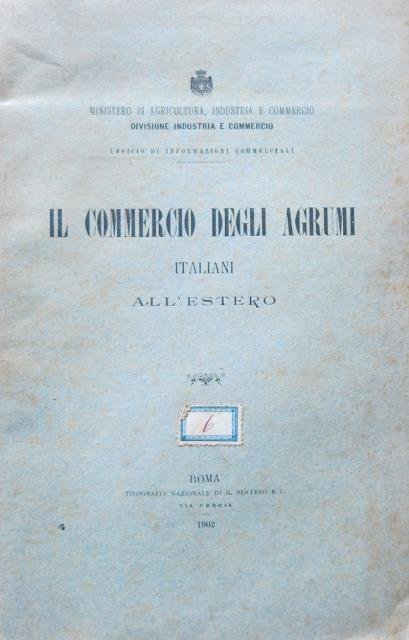 MINISTERO DI AGRICOLTURA, INDUSTRIA E COMMERCIO
DIVISIONE INDUSTRIA E COMMERCIO
UFFICIO DI INFORMAZIONI COMMERCIALI
IL COMMERCIO DEGLI AGRUMI
ITALIANI
ALL'ESTERO
6
ROMA
TIPOGRAFIA NAZIONALE DI G. BERTERO E C.
VIA UMBRIA
1902